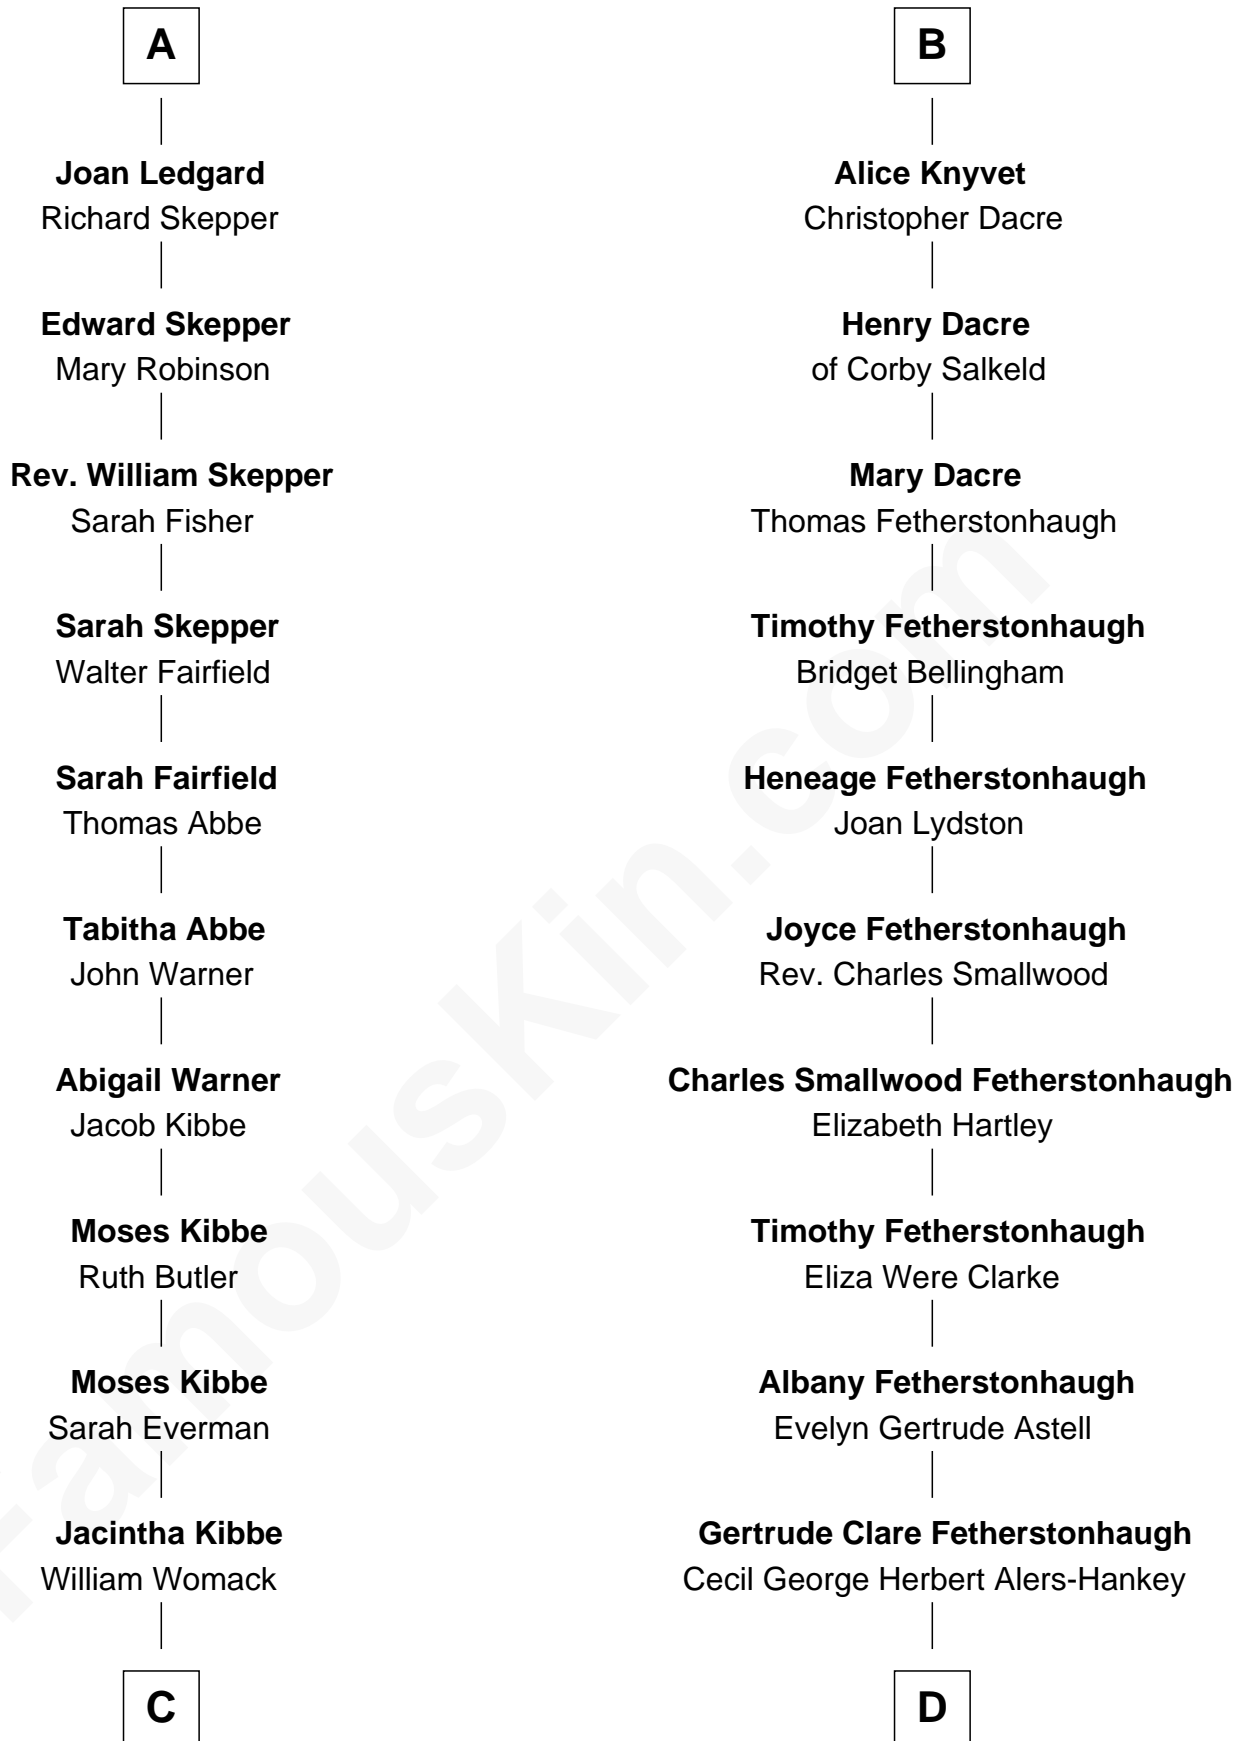 A
Joan Ledgard
Richard Skepper
Edward Skepper
Mary Robinson
Rev. William Skepper
Sarah Fisher
Sarah Skepper
Walter Fairfield
Sarah Fairfield
Thomas Abbe
Tabitha Abbe
John Warner
Abigail Warner
Jacob Kibbe
Moses Kibbe
Ruth Butler
Moses Kibbe
Sarah Everman
Jacintha Kibbe
William Womack
C
B
Alice Knyvet
Christopher Dacre
Henry Dacre
of Corby Salkeld
Mary Dacre
Thomas Fetherstonhaugh
Timothy Fetherstonhaugh
Bridget Bellingham
Heneage Fetherstonhaugh
Joan Lydston
Joyce Fetherstonhaugh
Rev. Charles Smallwood
Charles Smallwood Fetherstonhaugh
Elizabeth Hartley
Timothy Fetherstonhaugh
Eliza Were Clarke
Albany Fetherstonhaugh
Evelyn Gertrude Astell
Gertrude Clare Fetherstonhaugh
Cecil George Herbert Alers-Hankey
D
FamousKin.com